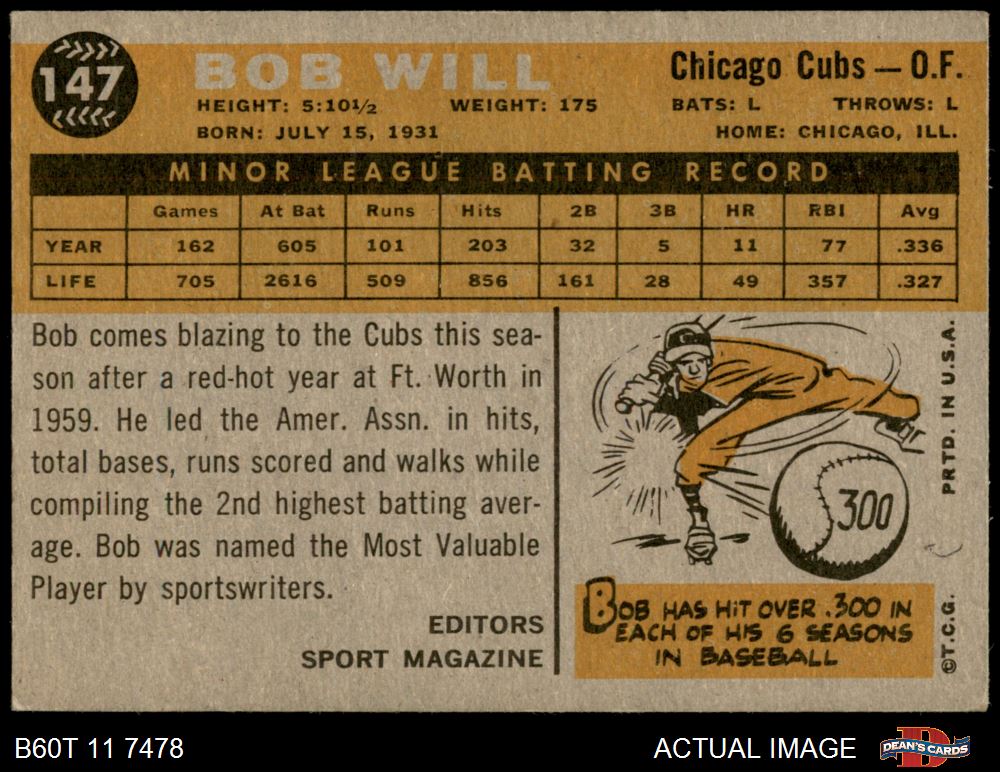 147
BOB WILL
Chicago Cubs — O.F.
HEIGHT: 5:10½ WEIGHT: 175 BATS: L THROWS: L
BORN: JULY 15, 1931 HOME: CHICAGO, ILL.
MINOR LEAGUE BATTING RECORD
Games At Bat Runs Hits 2B 3B HR RBI Avg
YEAR 162 605 101 203 32 5 11 77 .336
LIFE 705 2616 509 856 161 28 49 357 .327
Bob comes blazing to the Cubs this sea-
son after a red-hot year at Ft. Worth in
1959. He led the Amer. Assn. in hits,
total bases, runs scored and walks while
compiling the 2nd highest batting aver-
age. Bob was named the Most Valuable
Player by sportswriters.
EDITORS
SPORT MAGAZINE
C
300
BOB HAS HIT OVER .300 IN
EACH OF HIS 6 SEASONS
IN BASEBALL
©T.C.G. PRTD. IN U.S.A.
B60T 11 7478
ACTUAL IMAGE
D
DEAN'S CARDS